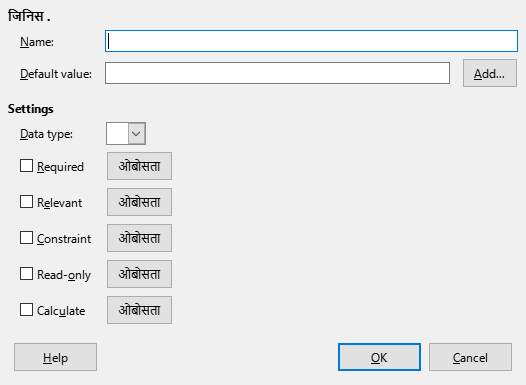 जिनिस .
Name:
Default value:
Add...
Settings
Data type:
Required ओबोसता
Relevant ओबोसता
Constraint ओबोसता
Read-only ओबोसता
Calculate ओबोसता
Help OK Cancel